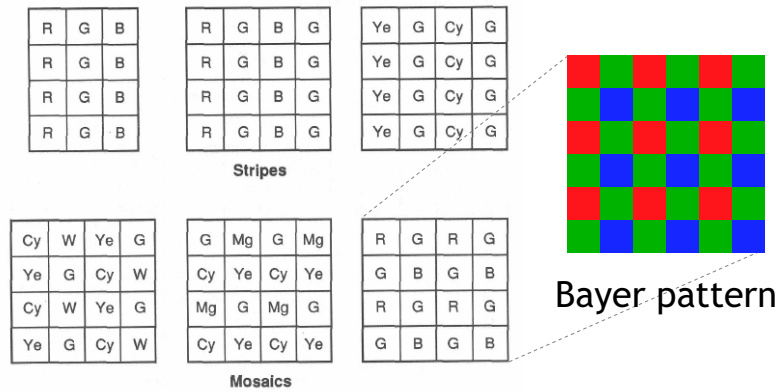 R G B
R G B
R G B
R G B
R G B G
R G B G
R G B G
R G B G
Ye G Cy G
Ye G Cy G
Ye G Cy G
Ye G Cy G
Stripes
Cy W Ye G
Ye G Cy W
Cy W Ye G
Ye G Cy W
G Mg G Mg
Cy Ye Cy Ye
Mg G Mg G
Cy Ye Cy Ye
R G R G
G B G B
R G R G
G B G B
Mosaics
Bayer pattern